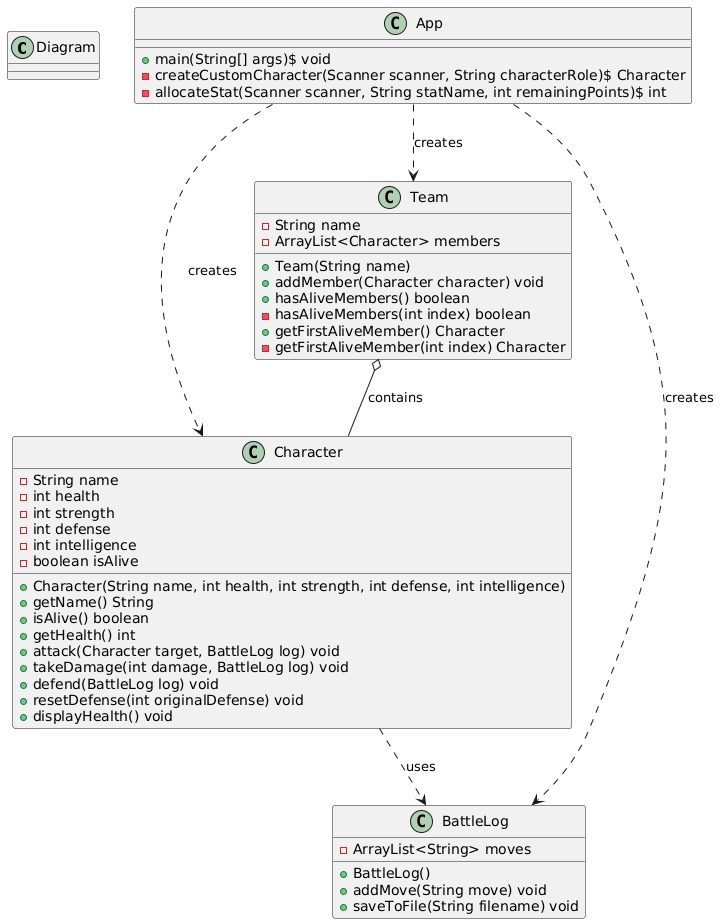 C Diagram
C App
main(String[] args)$ void
createCustomCharacter(Scanner scanner, String characterRole)$ Character
allocateStat(Scanner scanner, String statName, int remainingPoints)$ int
creates
C Team
String name
ArrayList<Character> members
Team(String name)
addMember(Character character) void
hasAliveMembers() boolean
hasAliveMembers(int index) boolean
getFirstAliveMember() Character
getFirstAliveMember(int index) Character
creates
contains
creates
C Character
String name
int health
int strength
int defense
int intelligence
boolean isAlive
Character(String name, int health, int strength, int defense, int intelligence)
getName() String
isAlive() boolean
getHealth() int
attack(Character target, BattleLog log) void
takeDamage(int damage, BattleLog log) void
defend(BattleLog log) void
resetDefense(int originalDefense) void
displayHealth() void
uses
C BattleLog
ArrayList<String> moves
BattleLog()
addMove(String move) void
saveToFile(String filename) void